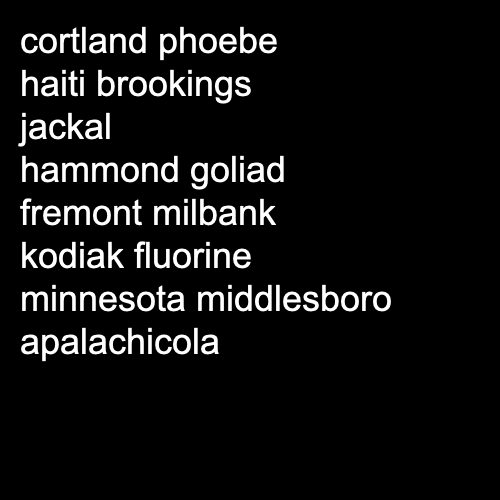 cortland phoebe
haiti brookings
jackal
hammond goliad
fremont milbank
kodiak fluorine
minnesota middlesboro
apalachicola